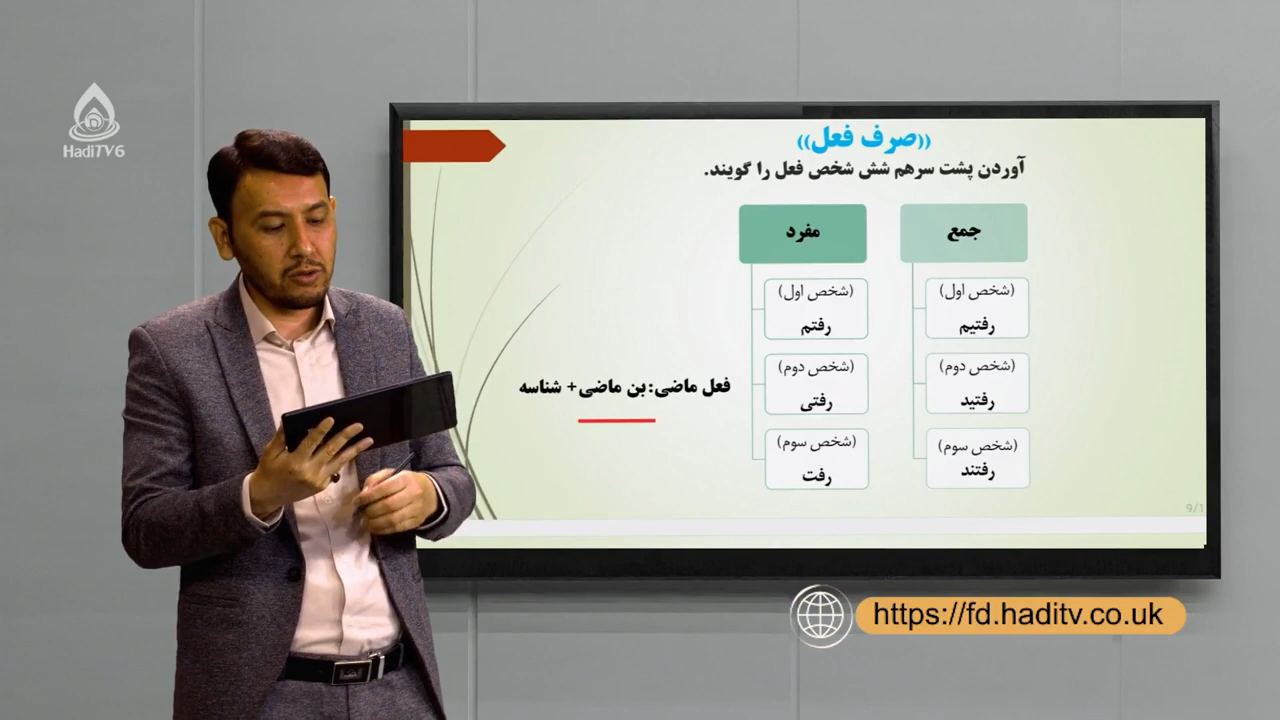 HadiTV6
((صرف فعل))
آوردن پشت سرهم شش شخص فعل را گویند.
جمع
مفرد
(شخص اول)
رفتیم
(شخص اول)
رفتم
(شخص دوم)
رفتید
(شخص دوم)
رفتی
(شخص سوم)
رفتند
(شخص سوم)
رفت
فعل ماضی:بن ماضی+ شناسه
9/1
https://fd.haditv.co.uk